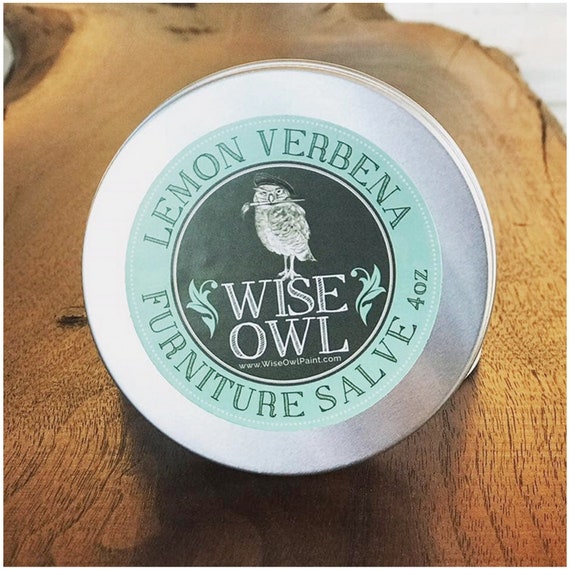 LEMON VERBENA
WISE
OWL
www.WiseOwlPaint.com
FURNITURE SALVE 4oz